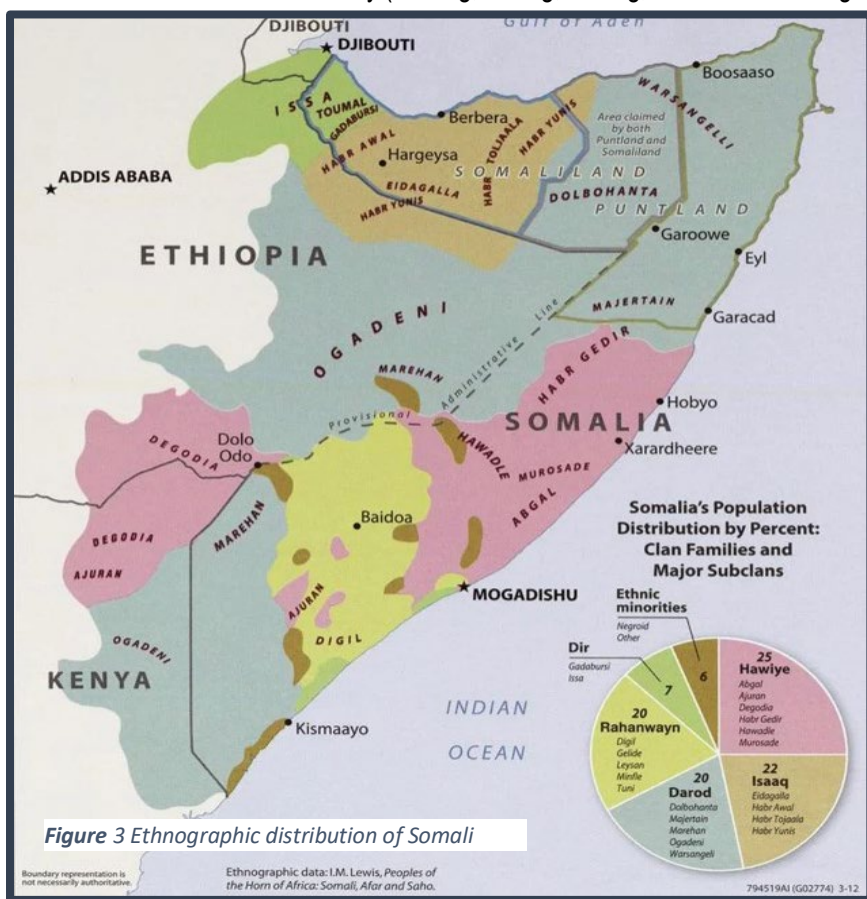 Gulf of Aden
DJIBOUTI
DJIBOUTI
ISSA
TOUMAL
GADABURSI
Boosaaso
WARSANGELLI
Berbera
Area claimed
by both
Puntland and
Somaliland
HABR AWAL
HABR TOLJAALA
HABR YUNIS
Hargeysa
SOMALILAND
ADDIS ABABA
EIDAGALLA
HABR YUNIS
DOLBOHANTA
PUNTLAND
Garoowe
ETHIOPIA
Eyl
OGADENI
MAJERTAIN
Garacad
Provisional Administrative Line
MAREHAN
HABR GEDIR
Hobyo
SOMALIA
Xarardheere
DEGODIA
Dolo
Odo
HAWADLE
MUROSADE
ABGAL
MAREHAN
Baidoa
DEGODIA
AJURAN
AJURAN
MOGADISHU
DIGIL
OGADENI
KENYA
Kismaayo
INDIAN
OCEAN
Somalia's Population
Distribution by Percent:
Clan Families and
Major Subclans
Ethnic
minorities
Negroid
Other
6
Dir
Gadabursi
Issa
7
25
Hawiye
Abgal
Ajuran
Degodia
Habr Gedir
Hawadle
Murosade
20
Rahanwayn
Digil
Gelide
Leysan
Mirifle
Tuni
20
Darod
Dolbohanta
Majertain
Marehan
Ogadeni
Warsangeli
22
Isaaq
Eidagalla
Habr Awal
Habr Tojaala
Habr Yunis
Figure 3 Ethnographic distribution of Somali
Boundary representation is
not necessarily authoritative.
Ethnographic data: I.M. Lewis, Peoples of
the Horn of Africa: Somali, Afar and Saho.
794519AI (G02774) 3-12